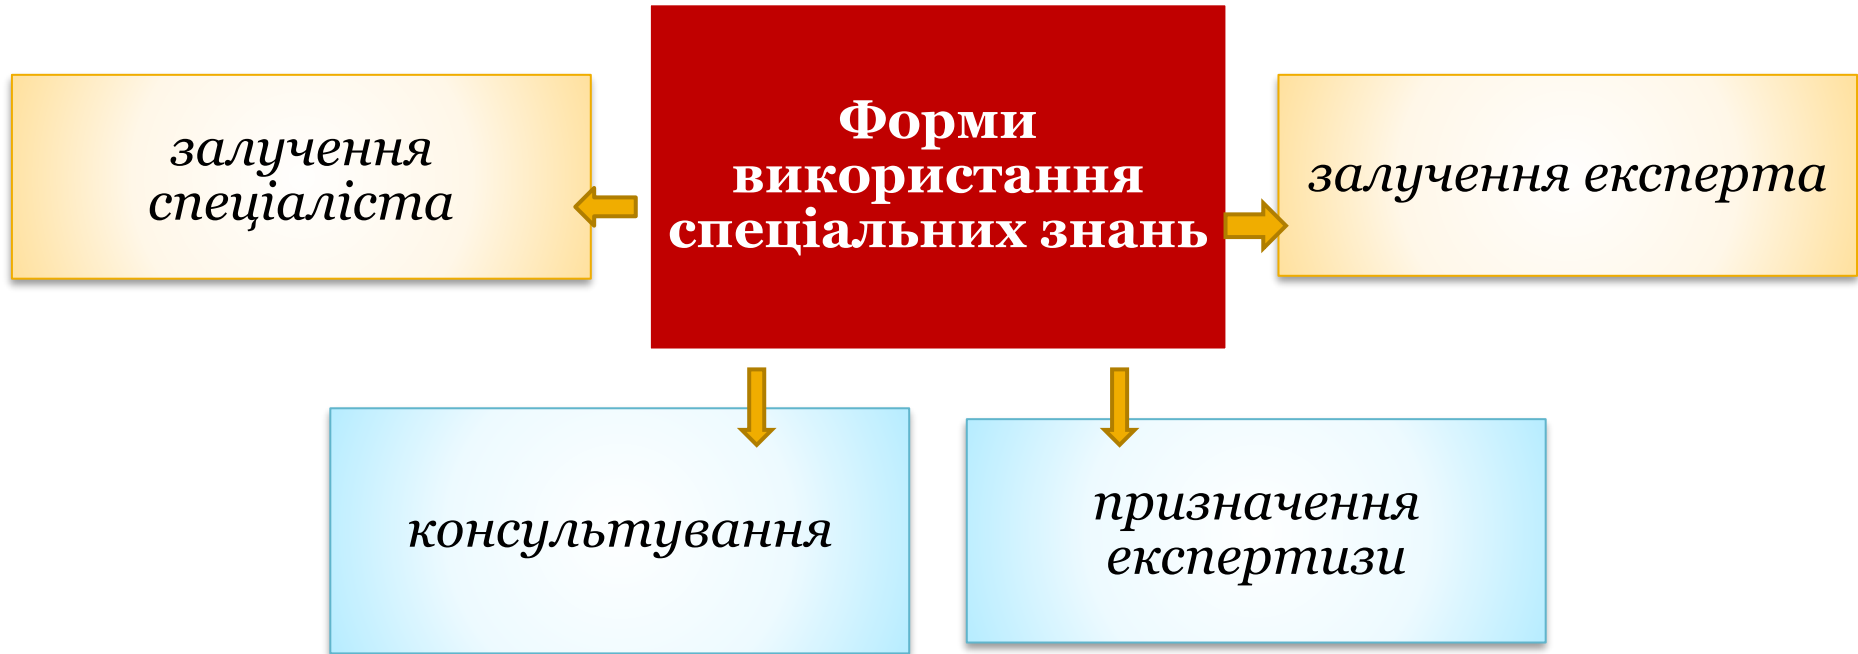 Форми
використання
спеціальних знань
залучення
спеціаліста
залучення експерта
консультування
призначення
експертизи